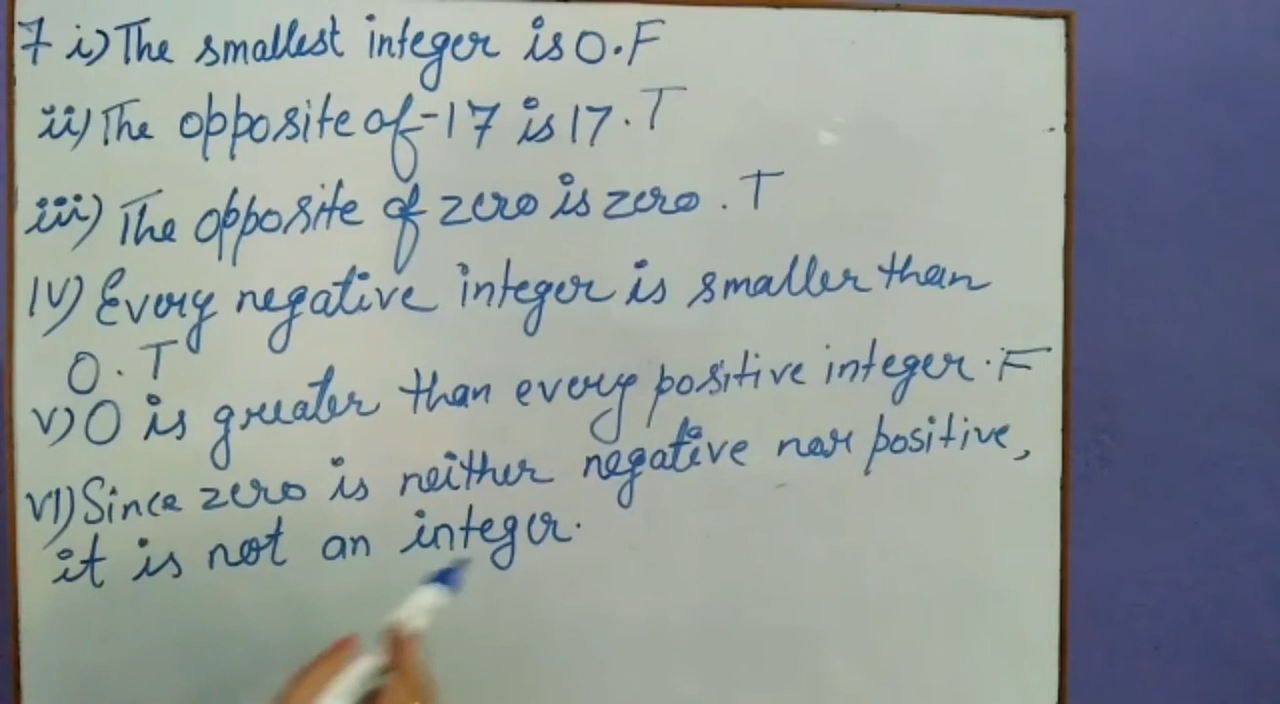 7 i) The smallest integer is 0. F
ii) The opposite of -17 is 17. T
iii) The opposite of zero is zero. T
IV) Every negative integer is smaller than
0. T
V) 0 is greater than every positive integer. F
VI) Since zero is neither negative nor positive,
it is not an integer.